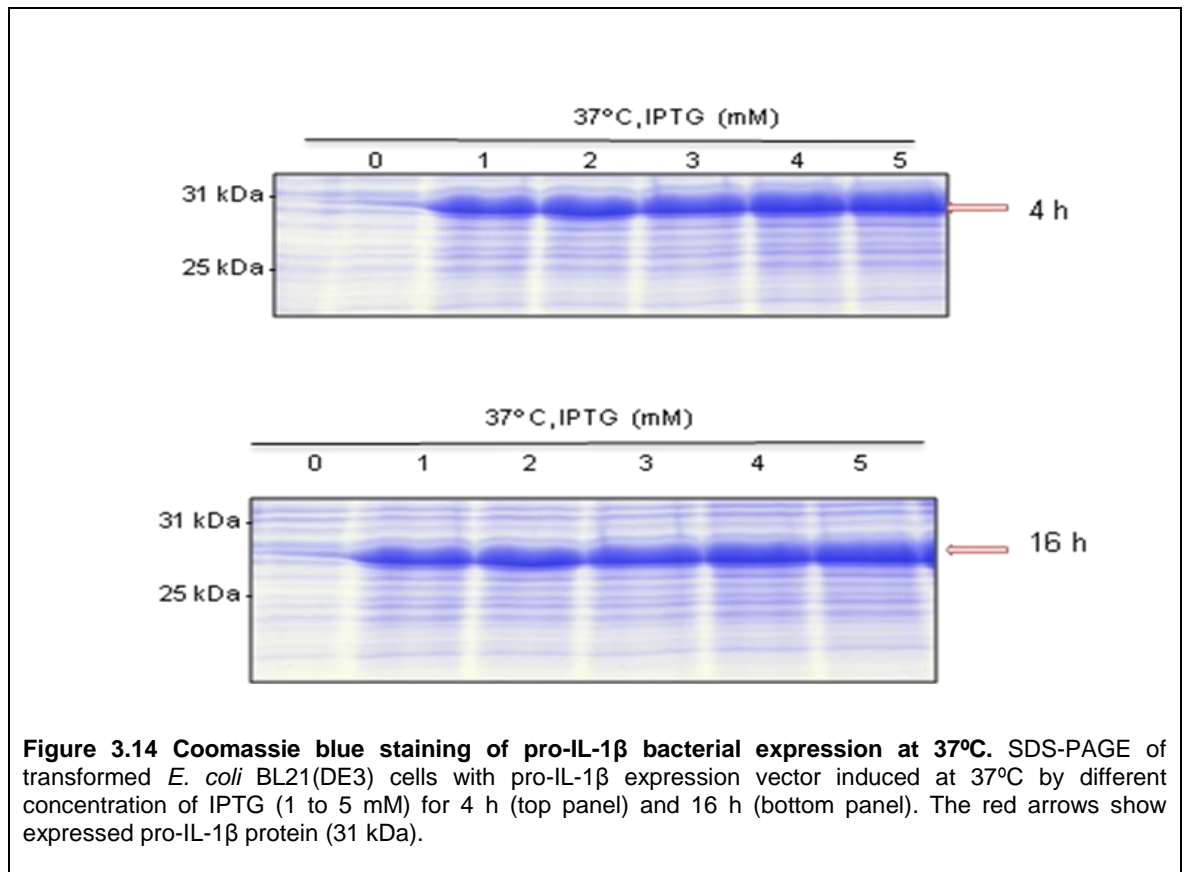 37°C,IPTG (mM)
0 1 2 3 4 5
31 kDa
4 h
25 kDa
37°C,IPTG (mM)
0 1 2 3 4 5
31 kDa
16 h
25 kDa
Figure 3.14 Coomassie blue staining of pro-IL-1β bacterial expression at 37ºC. SDS-PAGE of
transformed E. coli BL21(DE3) cells with pro-IL-1β expression vector induced at 37ºC by different
concentration of IPTG (1 to 5 mM) for 4 h (top panel) and 16 h (bottom panel). The red arrows show
expressed pro-IL-1β protein (31 kDa).